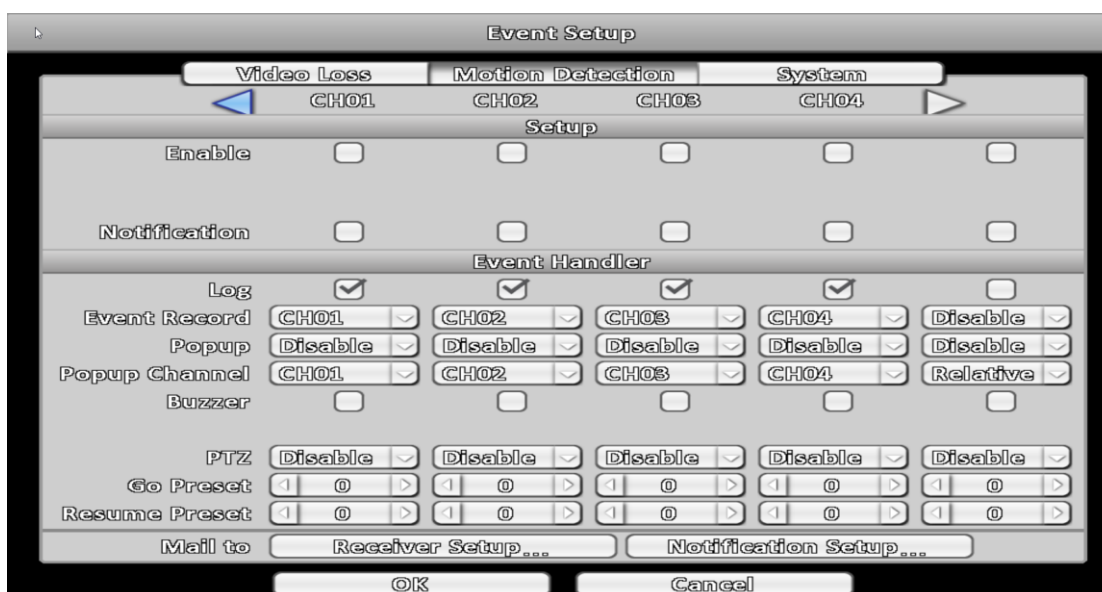 Event Setup
Video Loss Motion Detection System
CH01 CH02 CH03 CH04
Setup
Enable
Notification
Event Handler
Log
Event Record CH01 CH02 CH03 CH04 Disable
Popup Disable Disable Disable Disable Disable
Popup Channel CH01 CH02 CH03 CH04 Relative
Buzzer
PTZ Disable Disable Disable Disable Disable
Go Preset 0 0 0 0 0
Resume Preset 0 0 0 0 0
Mail to Receiver Setup... Notification Setup...
OK Cancel